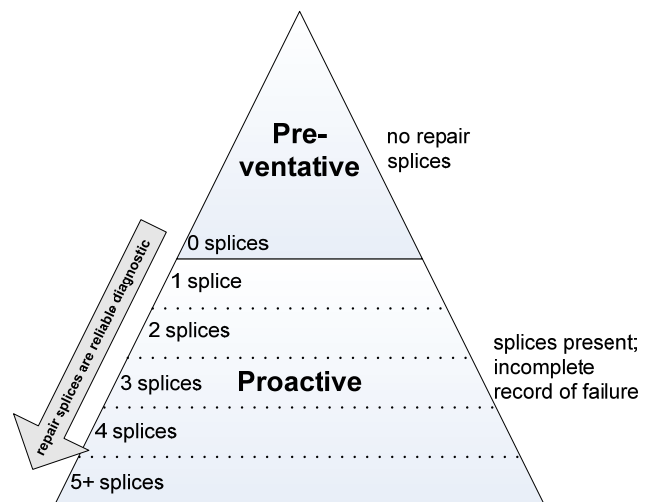 Pre-
ventative
no repair
splices
0 splices
1 splice
2 splices
3 splices
Proactive
4 splices
5+ splices
splices present;
incomplete
record of failure
repair splices are reliable diagnostic